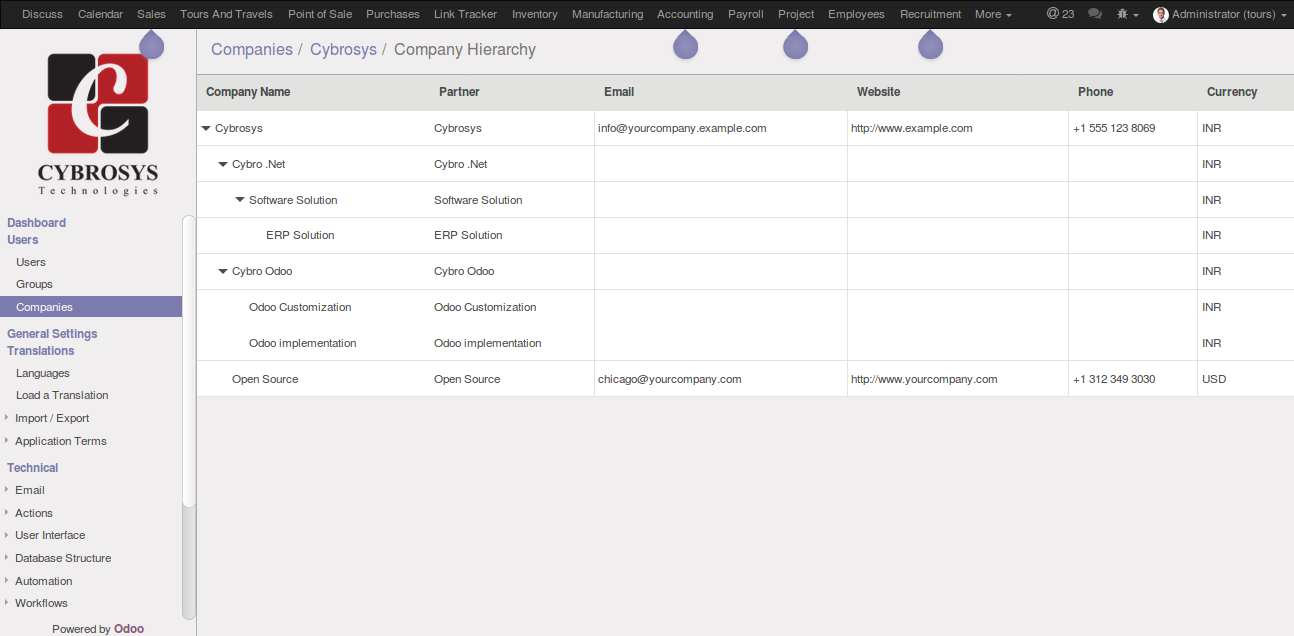 Discuss Calendar Sales Tours And Travels Point of Sale Purchases Link Tracker Inventory Manufacturing Accounting Payroll Project Employees Recruitment More @ 23 Administrator (tours)
C
CYBROSYS
Technologies
Dashboard
Users
Users
Groups
Companies
General Settings
Translations
Languages
Load a Translation
Import / Export
Application Terms
Technical
Email
Actions
User Interface
Database Structure
Automation
Workflows
Powered by Odoo
Companies / Cybrosys / Company Hierarchy
Company Name Partner Email Website Phone Currency
Cybrosys Cybrosys info@yourcompany.example.com http://www.example.com +1 555 123 8069 INR
Cybro .Net Cybro .Net INR
Software Solution Software Solution INR
ERP Solution ERP Solution INR
Cybro Odoo Cybro Odoo INR
Odoo Customization Odoo Customization INR
Odoo implementation Odoo implementation INR
Open Source Open Source chicago@yourcompany.com http://www.yourcompany.com +1 312 349 3030 USD